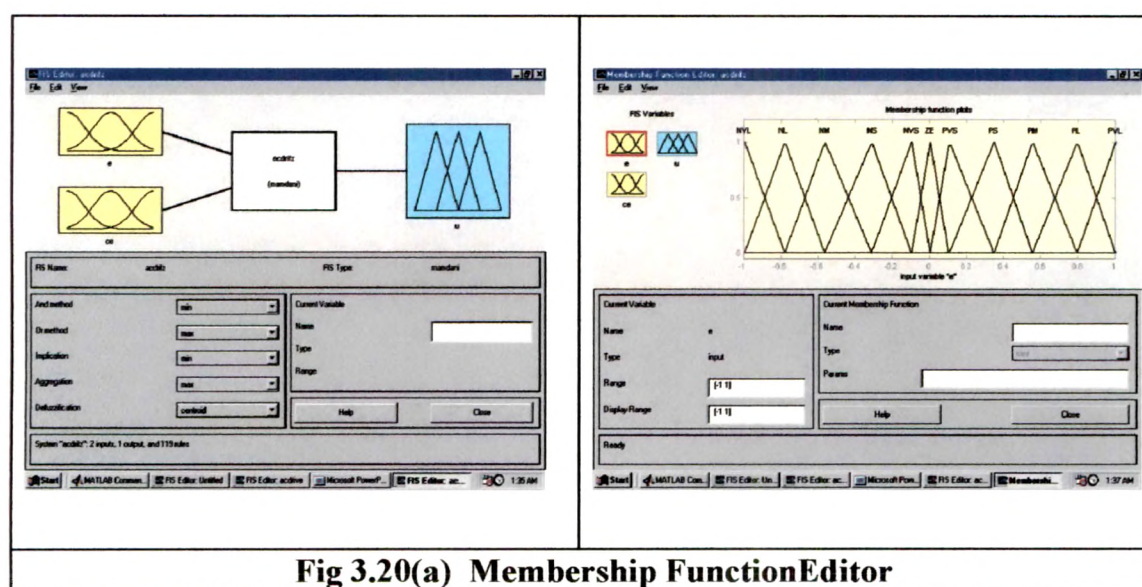 FIS Editor: acdrifz
File Edit View
e
ce
acdrifz
(mamdani)
u
FIS Name: acdrifz FIS Type: mamdani
And method min
Or method max
Implication min
Aggregation max
Defuzzification centroid
Current Variable
Name
Type
Range
Help Close
System "acdrifz": 2 inputs, 1 output, and 119 rules
Start MATLAB Comman... FIS Editor: Untitled FIS Editor: acdrive Microsoft PowerP... FIS Editor: ac... 1:35 AM
Membership Function Editor: acdrifz
File Edit View
FIS Variables
e
u
ce
Membership function plots
NVL NL NM NS NVS ZE PVS PS PM PL PVL
1
0.5
0
-1 -0.8 -0.6 -0.4 -0.2 0 0.2 0.4 0.6 0.8 1
input variable "e"
Current Variable
Name e
Type input
Range [-1 1]
Display Range [-1 1]
Current Membership Function
Name
Type
Params
Help Close
Ready
Start MATLAB Com... FIS Editor: Un... FIS Editor: ac... Microsoft Pow... FIS Editor: ac... Membershi... 1:37 AM
Fig 3.20(a) Membership FunctionEditor